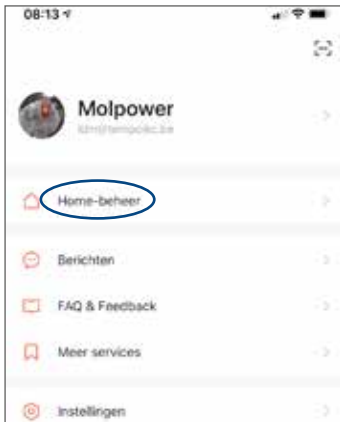 08:13
Molpower
Home-beheer
Berichten
FAQ & Feedback
Meer services
Instellingen